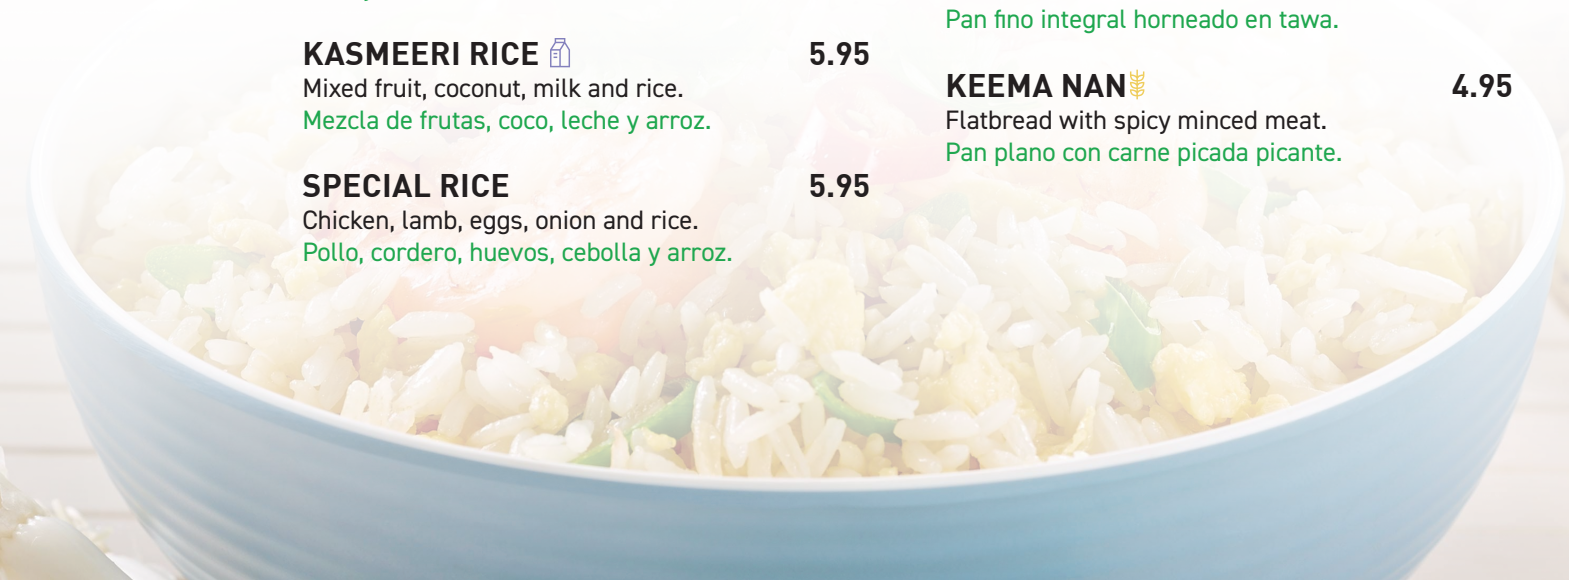 KASMEERI RICE 5.95
Mixed fruit, coconut, milk and rice.
Mezcla de frutas, coco, leche y arroz.
SPECIAL RICE 5.95
Chicken, lamb, eggs, onion and rice.
Pollo, cordero, huevos, cebolla y arroz.
Pan fino integral horneado en tawa.
KEEMA NAN 4.95
Flatbread with spicy minced meat.
Pan plano con carne picada picante.